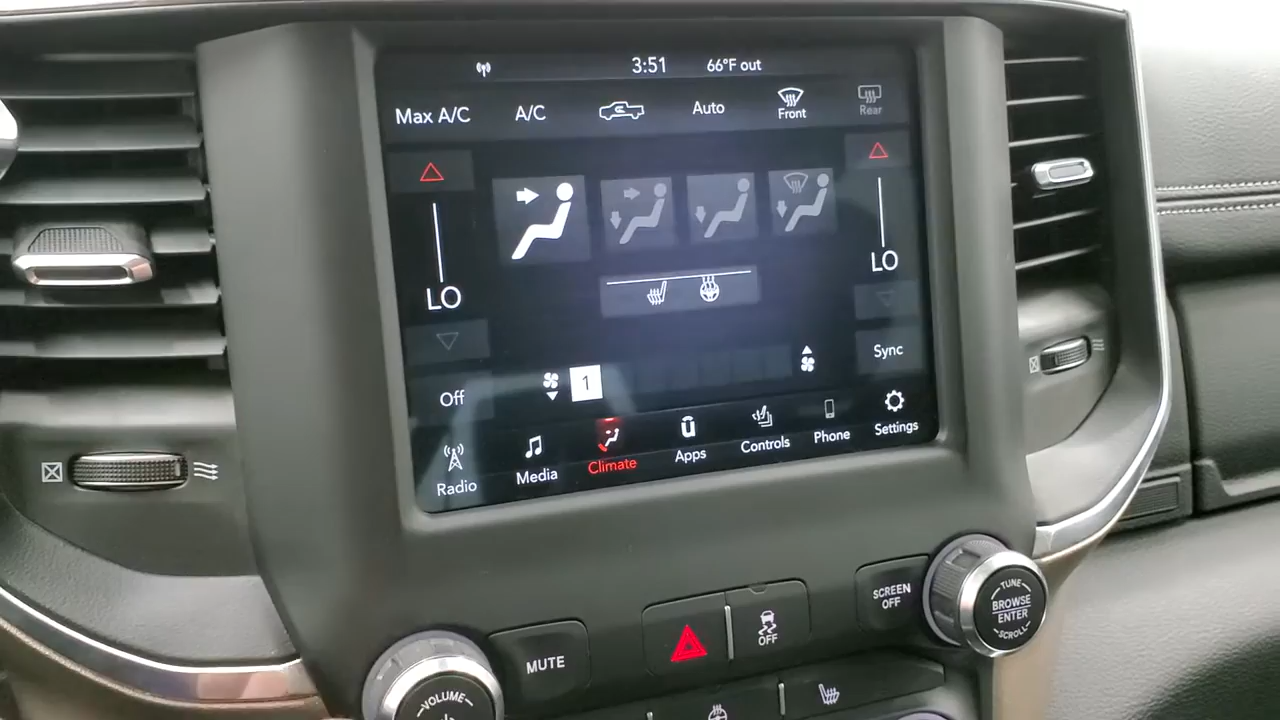 3:51 66°F out
Max A/C A/C Auto Front Rear
LO LO
Sync
Off 1
Radio Media Climate Apps Controls Phone Settings
SCREEN OFF
TUNE
BROWSE
ENTER
SCROLL
OFF
MUTE
VOLUME